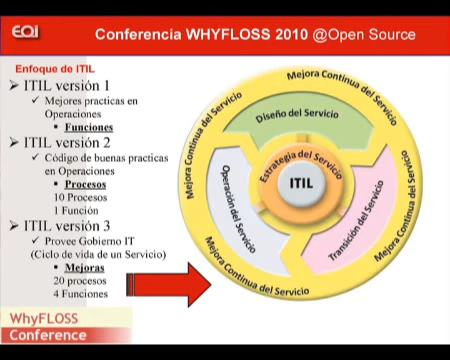 EOI
Conferencia WHYFLOSS 2010 @Open Source
Enfoque de ITIL
ITIL versión 1
Mejores practicas en
Operaciones
Funciones
ITIL versión 2
Código de buenas practicas
en Operaciones
Procesos
10 Procesos
1 Función
ITIL versión 3
Provee Gobierno IT
(Ciclo de vida de un Servicio)
Mejoras
20 procesos
4 Funciones
Mejora Continua del Servicio
Mejora Continua del Servicio
Mejora Continua del Servicio
Mejora Continua del Servicio
Diseño del Servicio
Estrategia del Servicio
ITIL
Operación del Servicio
Transición del Servicio
WhyFLOSS
Conference